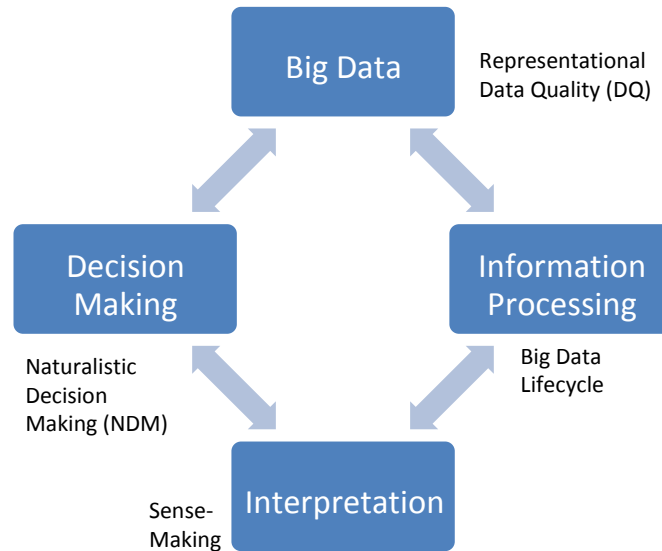 Big Data
Representational
Data Quality (DQ)
Decision
Making
Information
Processing
Naturalistic
Decision
Making (NDM)
Big Data
Lifecycle
Interpretation
Sense-
Making